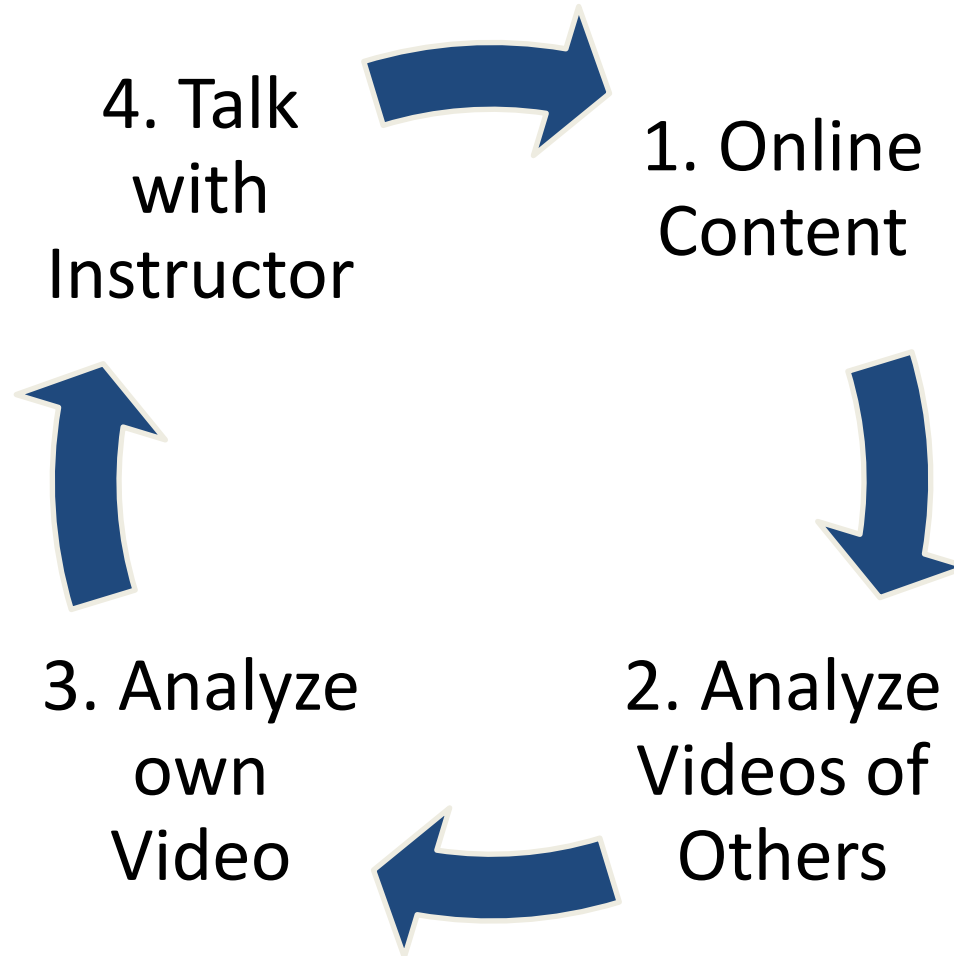 1. Online
Content
2. Analyze
Videos of
Others
3. Analyze
own
Video
4. Talk
with
Instructor